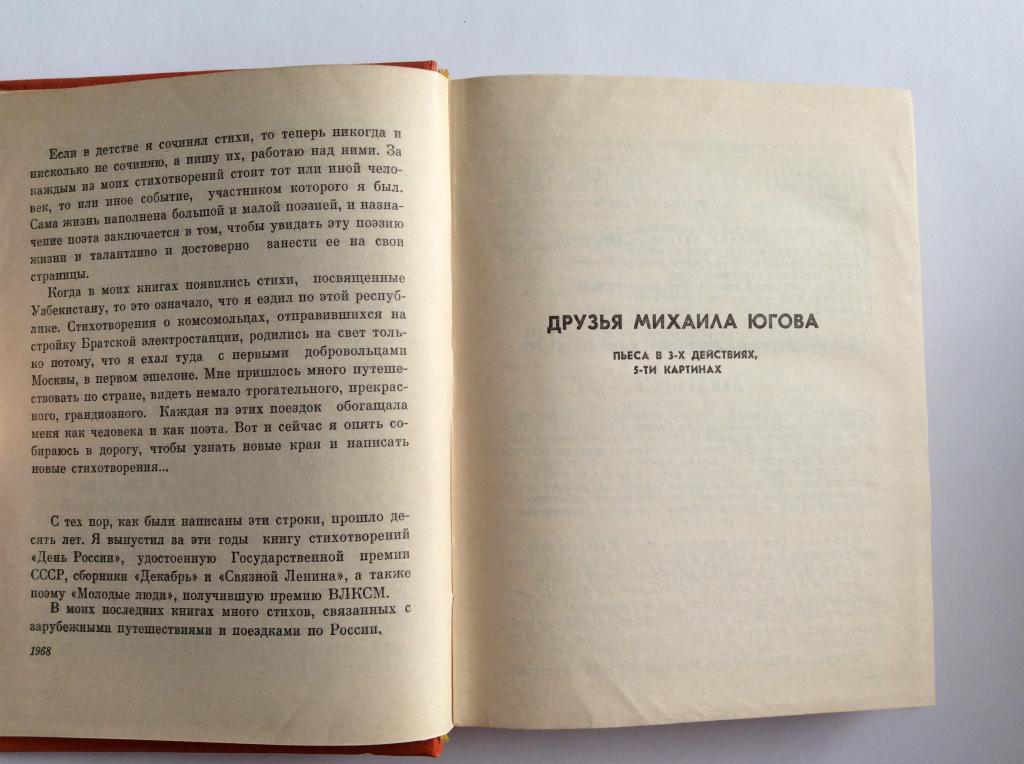 Если в детстве я сочинял стихи, то теперь никогда и
нисколько не сочиняю, а пишу их, работаю над ними. За
каждым из моих стихотворений стоит тот или иной чело-
век, то или иное событие, участником которого я был.
Сама жизнь наполнена большой и малой поэзией, и назна-
чение поэта заключается в том, чтобы увидать эту поэзию
жизни и талантливо и достоверно занести ее на свои
страницы.
Когда в моих книгах появились стихи, посвященные
Узбекистану, то это означало, что я ездил по этой респуб-
лике. Стихотворения о комсомольцах, отправившихся на
стройку Братской электростанции, родились на свет толь-
ко потому, что я ехал туда с первыми добровольцами
Москвы, в первом эшелоне. Мне пришлось много путеше-
ствовать по стране, видеть немало трогательного, прекрас-
ного, грандиозного. Каждая из этих поездок обогащала
меня как человека и как поэта. Вот и сейчас я опять со-
бираюсь в дорогу, чтобы узнать новые края и написать
новые стихотворения...
С тех пор, как были написаны эти строки, прошло де-
сять лет. Я выпустил за эти годы книгу стихотворений
«День России», удостоенную Государственной премии
СССР, сборники «Декабрь» и «Связной Ленина», а также
поэму «Молодые люди», получившую премию ВЛКСМ.
В моих последних книгах много стихов, связанных с
зарубежными путешествиями и поездками по России.
1968
ДРУЗЬЯ МИХАИЛА ЮГОВА
ПЬЕСА В 3-Х ДЕЙСТВИЯХ,
5-ТИ КАРТИНАХ